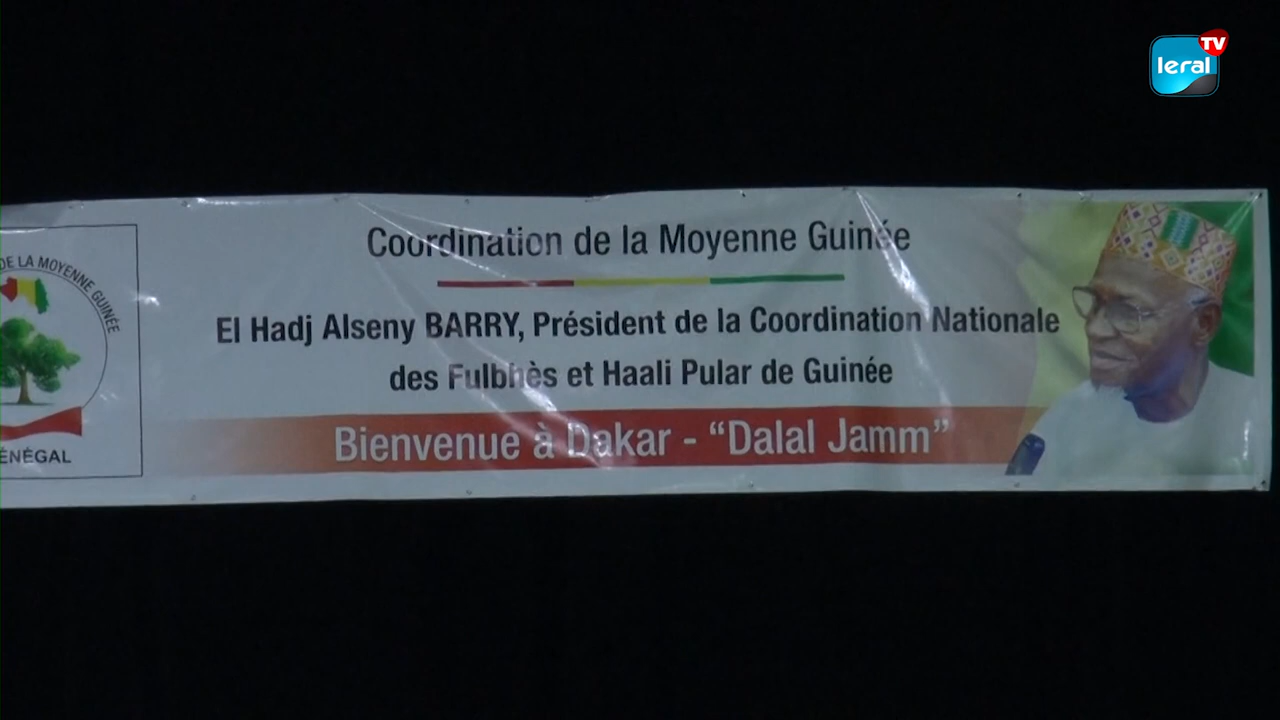 TV
leral
Coordination de la Moyenne Guinée
El Hadj Alseny BARRY, Président de la Coordination Nationale
des Fulbhès et Haali Pular de Guinée
Bienvenue à Dakar - “Dalal Jamm”
DE LA MOYENNE GUINÉE
ÉNÉGAL